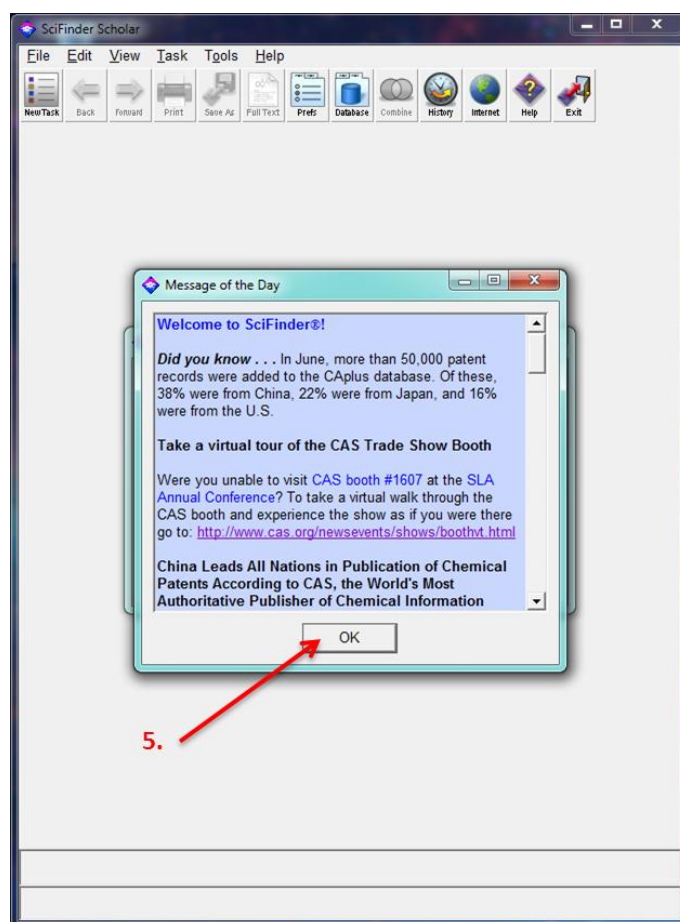 SciFinder Scholar
File Edit View Task Tools Help
New Task Back Forward Print Save As Full Text Prefs Database Combine History Internet Help Exit
Message of the Day
Welcome to SciFinder®!
Did you know . . . In June, more than 50,000 patent
records were added to the CAplus database. Of these,
38% were from China, 22% were from Japan, and 16%
were from the U.S.
Take a virtual tour of the CAS Trade Show Booth
Were you unable to visit CAS booth #1607 at the SLA
Annual Conference? To take a virtual walk through the
CAS booth and experience the show as if you were there
go to: http://www.cas.org/newsevents/shows/boothvt.html
China Leads All Nations in Publication of Chemical
Patents According to CAS, the World's Most
Authoritative Publisher of Chemical Information
OK
5.